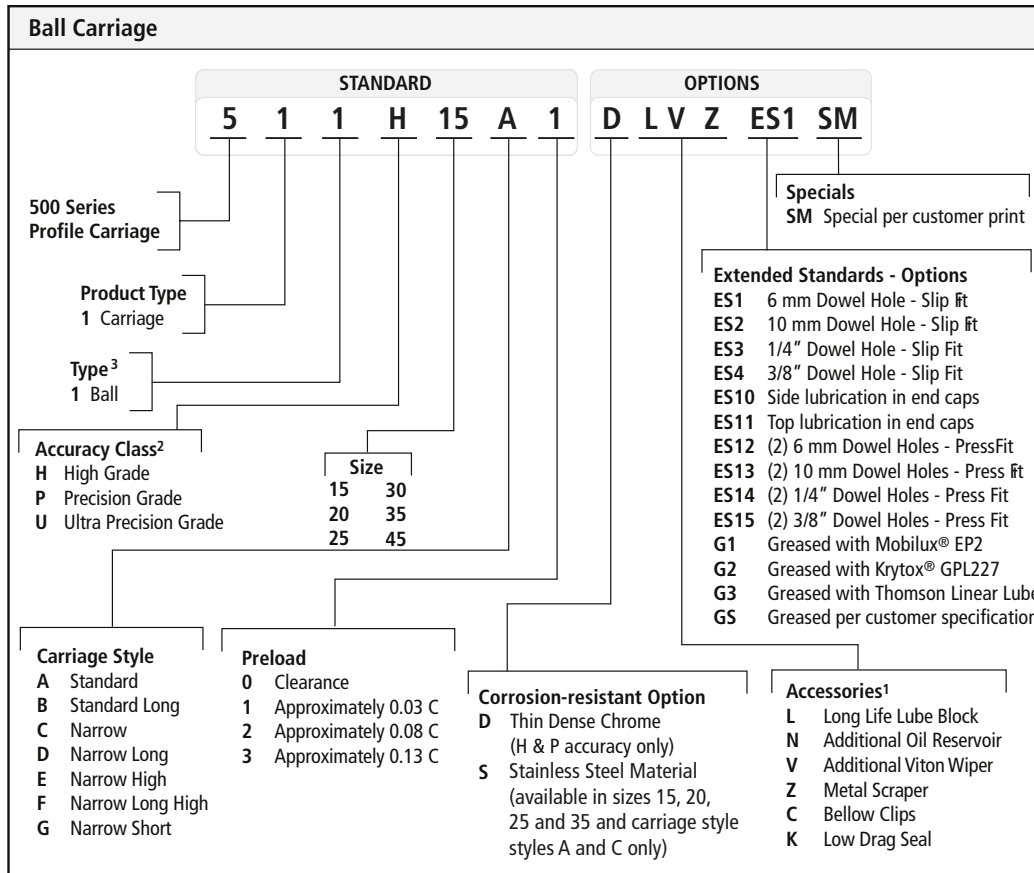 Ball Carriage
STANDARD
OPTIONS
5 1 1 H 15 A 1 D L V Z ES1 SM
500 Series
Profile Carriage
Product Type
1 Carriage
Type 3
1 Ball
Accuracy Class2
H High Grade
P Precision Grade
U Ultra Precision Grade
Size
15 30
20 35
25 45
Carriage Style
A Standard
B Standard Long
C Narrow
D Narrow Long
E Narrow High
F Narrow Long High
G Narrow Short
Preload
0 Clearance
1 Approximately 0.03 C
2 Approximately 0.08 C
3 Approximately 0.13 C
Corrosion-resistant Option
D Thin Dense Chrome
(H & P accuracy only)
S Stainless Steel Material
(available in sizes 15, 20,
25 and 35 and carriage style
styles A and C only)
Specials
SM Special per customer print
Extended Standards - Options
ES1 6 mm Dowel Hole - Slip Fit
ES2 10 mm Dowel Hole - Slip Fit
ES3 1/4" Dowel Hole - Slip Fit
ES4 3/8" Dowel Hole - Slip Fit
ES10 Side lubrication in end caps
ES11 Top lubrication in end caps
ES12 (2) 6 mm Dowel Holes - PressFit
ES13 (2) 10 mm Dowel Holes - Press Fit
ES14 (2) 1/4" Dowel Holes - Press Fit
ES15 (2) 3/8" Dowel Holes - Press Fit
G1 Greased with Mobilux® EP2
G2 Greased with Krytox® GPL227
G3 Greased with Thomson Linear Lube
GS Greased per customer specification
Accessories1
L Long Life Lube Block
N Additional Oil Reservoir
V Additional Viton Wiper
Z Metal Scraper
C Bellow Clips
K Low Drag Seal